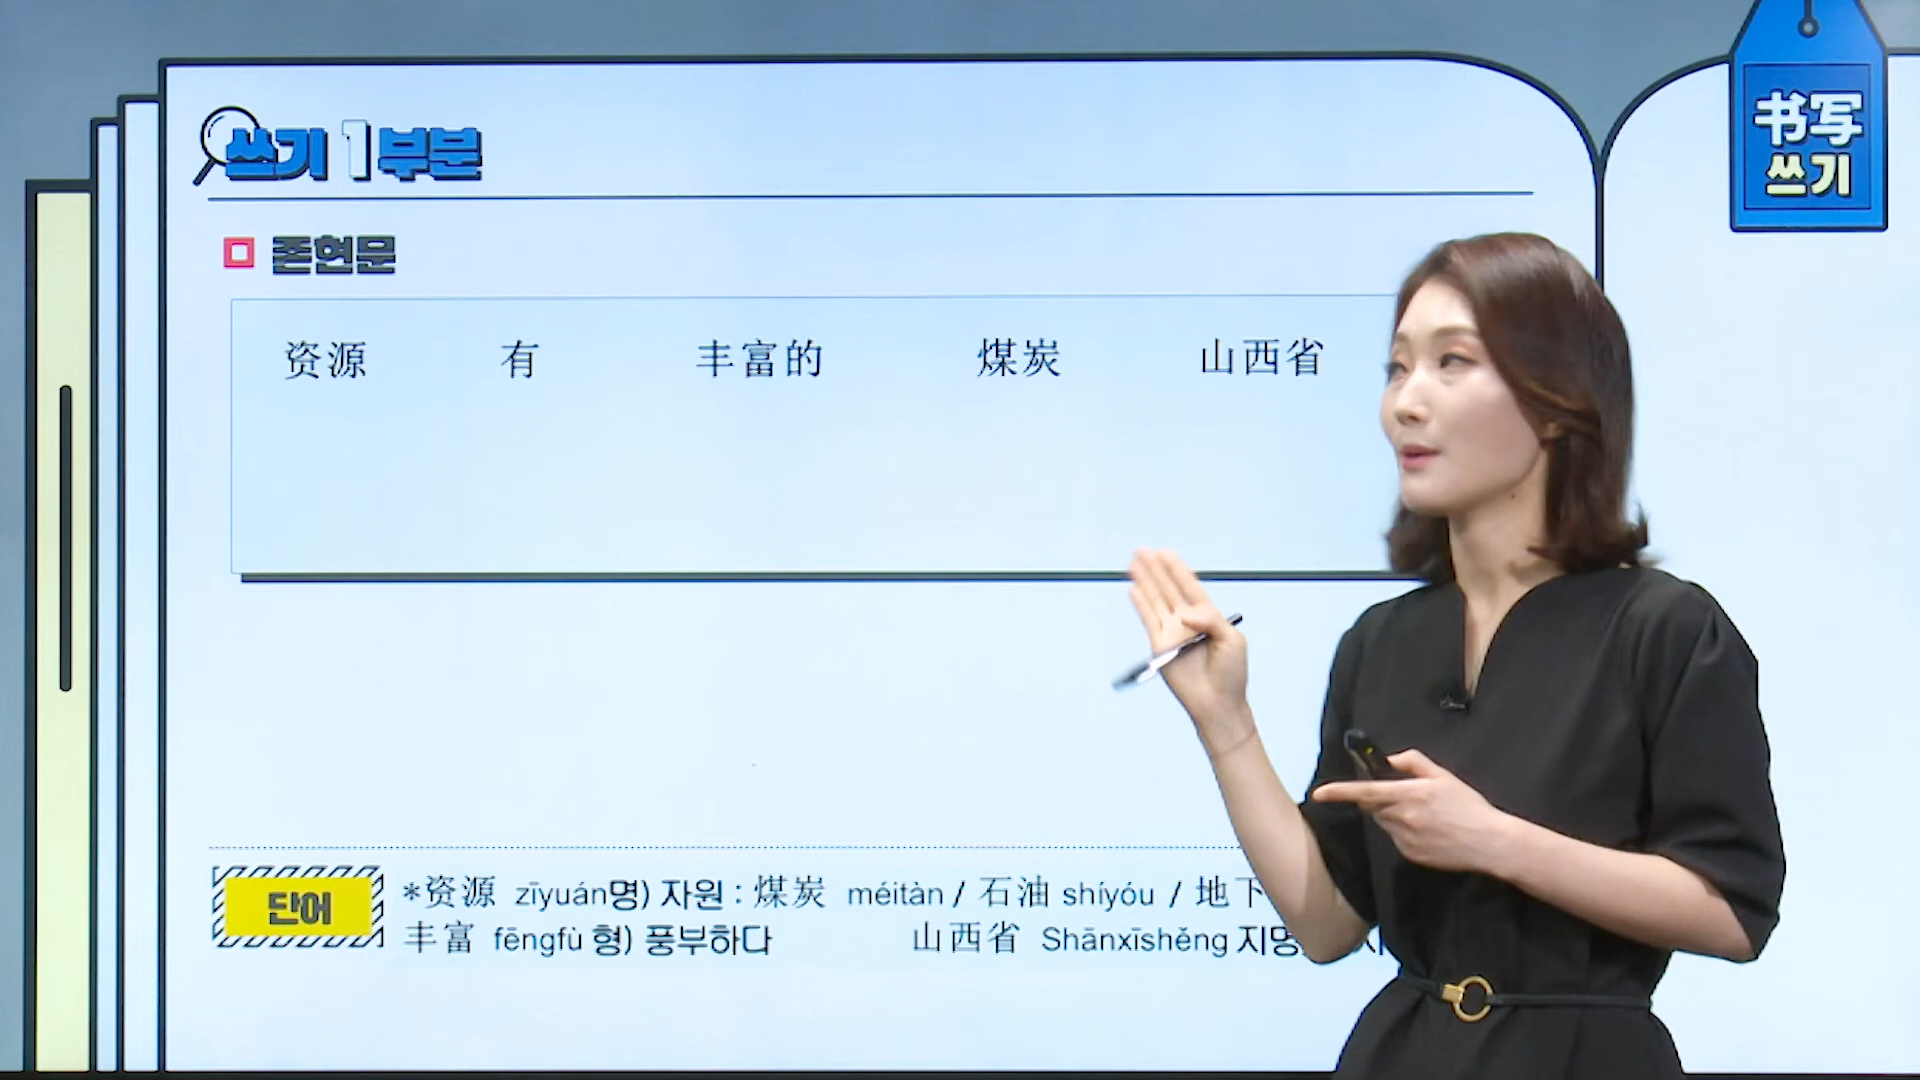 书写
쓰기
쓰기 1부분
존현문
资源 有 丰富的 煤炭 山西省
단어
*资源 zīyuán명) 자원 : 煤炭 méitàn / 石油 shíyóu / 地下
丰富 fēngfù 형) 풍부하다 山西省 Shānxīshěng 지명)